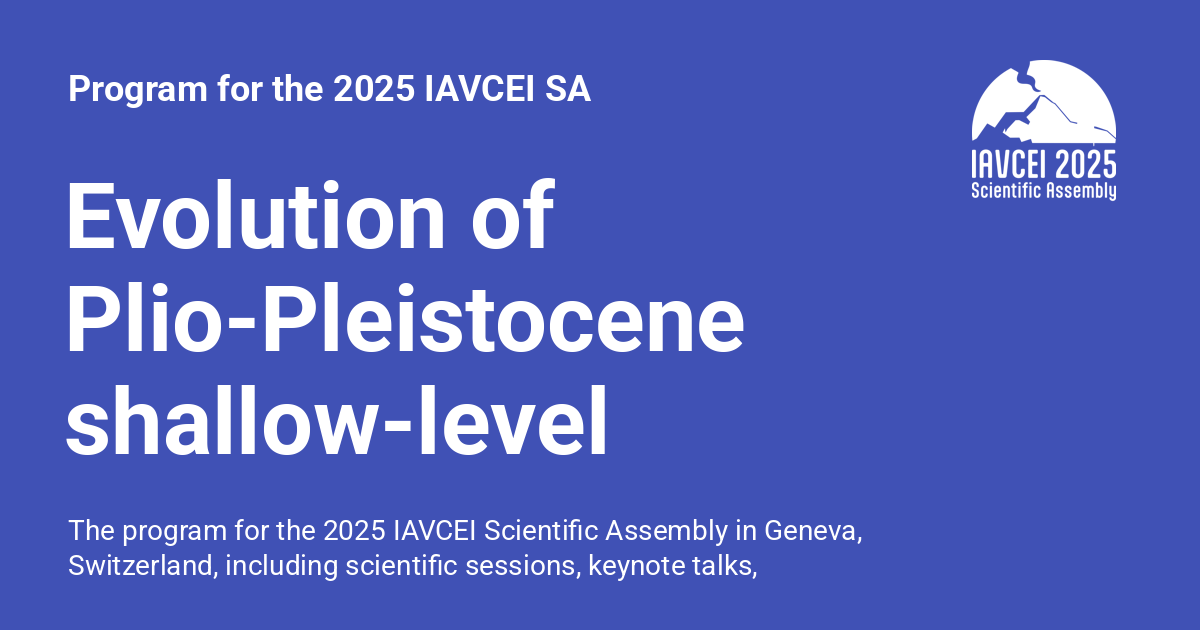 Program for the 2025 IAVCEI SA
IAVCEI 2025
Scientific Assembly
Evolution of
Plio-Pleistocene
shallow-level
The program for the 2025 IAVCEI Scientific Assembly in Geneva,
Switzerland, including scientific sessions, keynote talks,